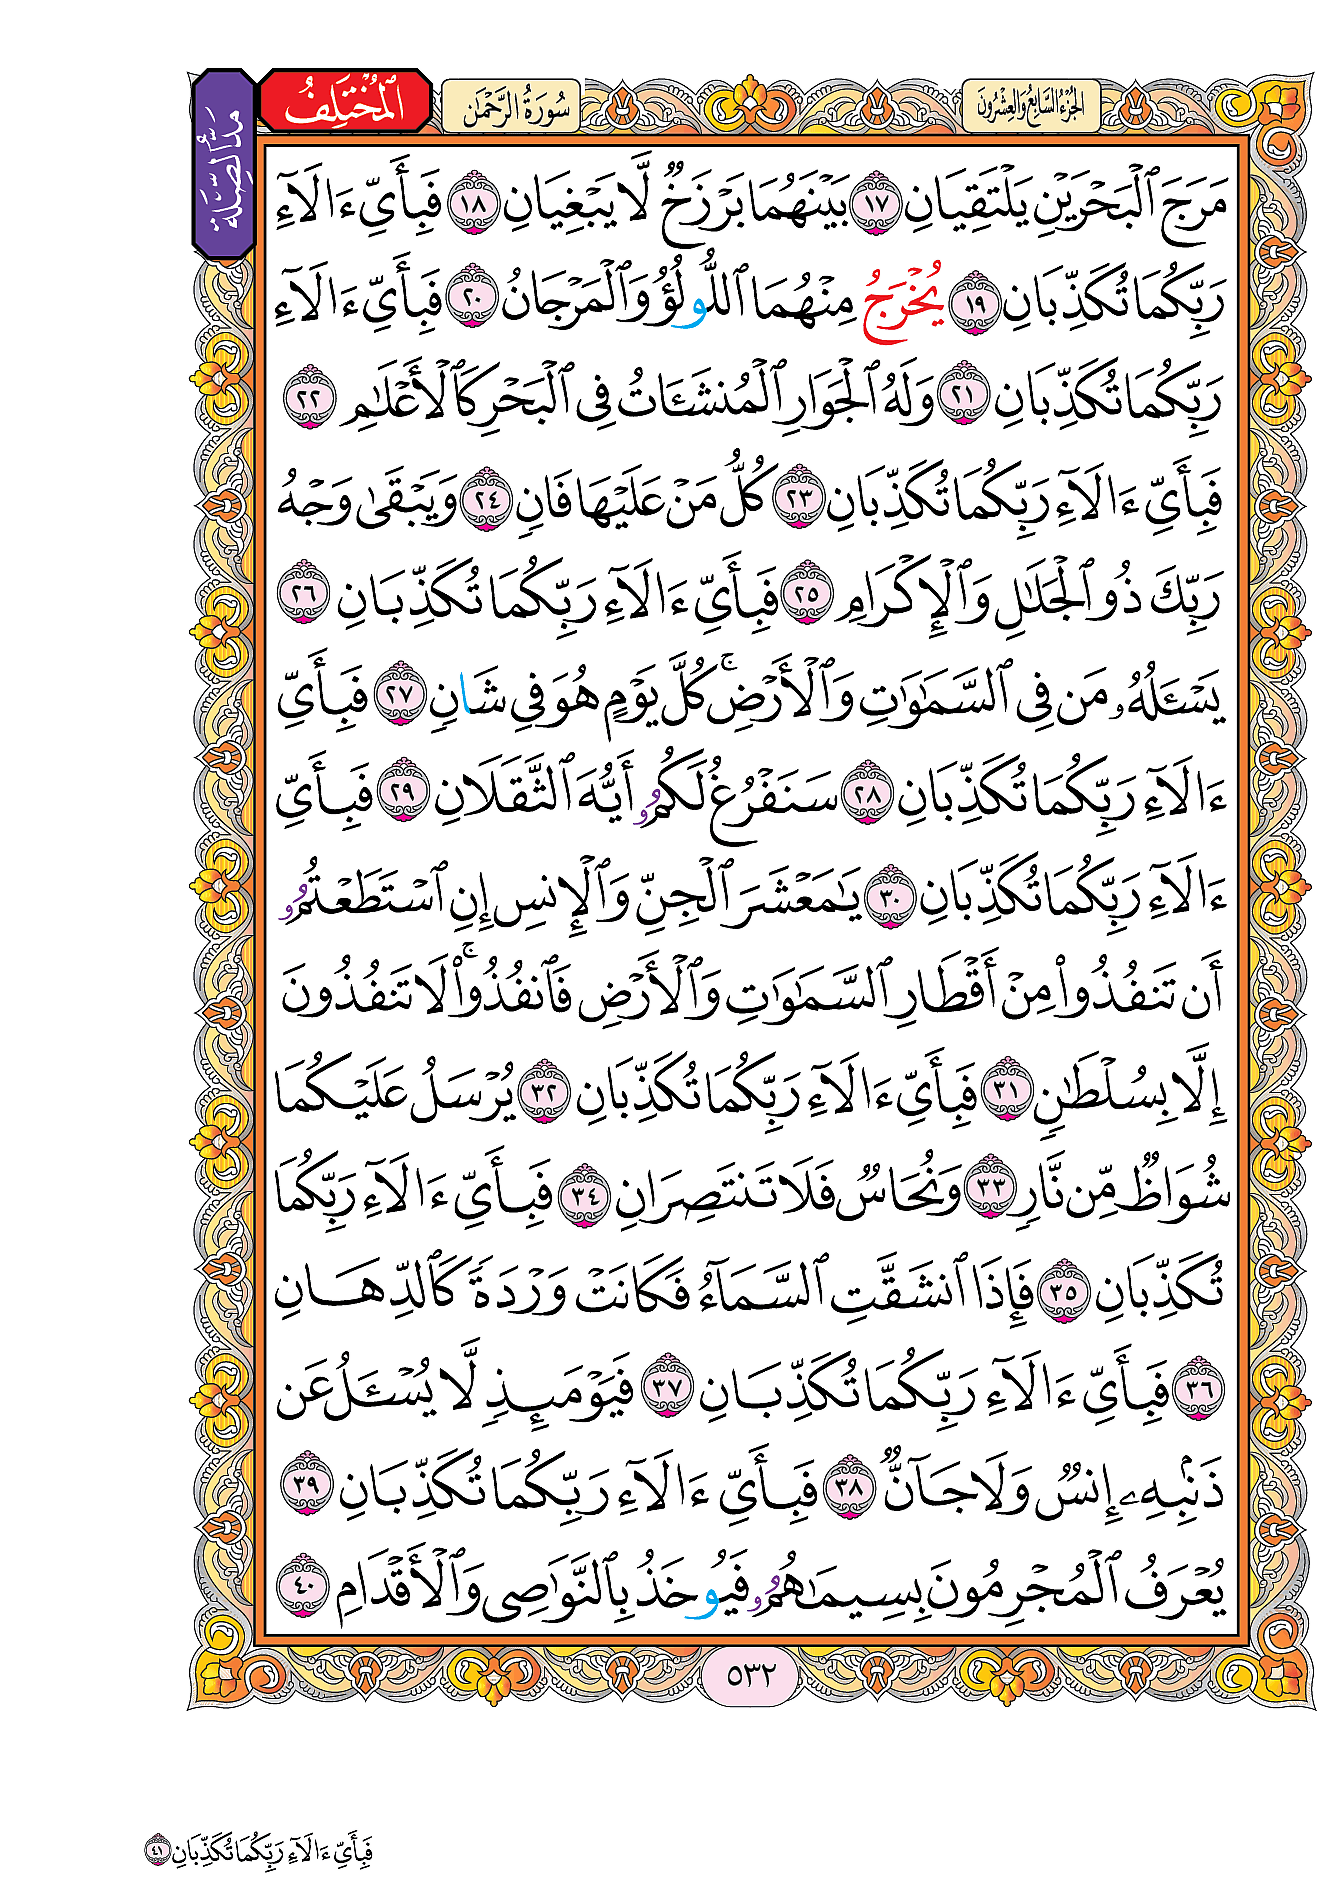 الجزء السابع والعشرون
سورة الرحمن
المختلف
مد الصلة
مَرَجَ ٱلْبَحْرَيْنِ يَلْتَقِيَانِ ١٧ بَيْنَهُمَا بَرْزَخٌ لَّا يَبْغِيَانِ ١٨ فَبِأَيِّ ءَالَآءِ
رَبِّكُمَا تُكَذِّبَانِ ١٩ يُخْرَجُ مِنْهُمَا ٱللُّولُؤُ وَٱلْمَرْجَانُ ٢٠ فَبِأَيِّ ءَالَآءِ
رَبِّكُمَا تُكَذِّبَانِ ٢١ وَلَهُ ٱلْجَوَارِ ٱلْمُنشَـَٔاتُ فِى ٱلْبَحْرِ كَٱلْأَعْلَٰمِ ٢٢
فَبِأَيِّ ءَالَآءِ رَبِّكُمَا تُكَذِّبَانِ ٢٣ كُلُّ مَنْ عَلَيْهَا فَانٍ ٢٤ وَيَبْقَىٰ وَجْهُ
رَبِّكَ ذُو ٱلْجَلَٰلِ وَٱلْإِكْرَامِ ٢٥ فَبِأَيِّ ءَالَآءِ رَبِّكُمَا تُكَذِّبَانِ ٢٦
يَسْـَٔلُهُۥ مَن فِى ٱلسَّمَٰوَٰتِ وَٱلْأَرْضِ ۚ كُلَّ يَوْمٍ هُوَ فِى شَانٍ ٢٧ فَبِأَيِّ
ءَالَآءِ رَبِّكُمَا تُكَذِّبَانِ ٢٨ سَنَفْرُغُ لَكُمُۥ أَيُّهَ ٱلثَّقَلَانِ ٢٩ فَبِأَيِّ
ءَالَآءِ رَبِّكُمَا تُكَذِّبَانِ ٣٠ يَٰمَعْشَرَ ٱلْجِنِّ وَٱلْإِنسِ إِنِ ٱسْتَطَعْتُمُۥ
أَن تَنفُذُوا۟ مِنْ أَقْطَارِ ٱلسَّمَٰوَٰتِ وَٱلْأَرْضِ فَٱنفُذُوا۟ ۚ لَا تَنفُذُونَ
إِلَّا بِسُلْطَٰنٍ ٣١ فَبِأَيِّ ءَالَآءِ رَبِّكُمَا تُكَذِّبَانِ ٣٢ يُرْسَلُ عَلَيْكُمَا
شُوَاظٌ مِّن نَّارٍ ٣٣ وَنُحَاسٌ فَلَا تَنتَصِرَانِ ٣٤ فَبِأَيِّ ءَالَآءِ رَبِّكُمَا
تُكَذِّبَانِ ٣٥ فَإِذَا ٱنشَقَّتِ ٱلسَّمَآءُ فَكَانَتْ وَرْدَةً كَٱلدِّهَانِ
٣٦ فَبِأَيِّ ءَالَآءِ رَبِّكُمَا تُكَذِّبَانِ ٣٧ فَيَوْمَئِذٍ لَّا يُسْـَٔلُ عَن
ذَنۢبِهِۦ إِنسٌ وَلَا جَآنٌّ ٣٨ فَبِأَيِّ ءَالَآءِ رَبِّكُمَا تُكَذِّبَانِ ٣٩
يُعْرَفُ ٱلْمُجْرِمُونَ بِسِيمَٰهُمُۥ فَيُوخَذُ بِٱلنَّوَٰصِى وَٱلْأَقْدَامِ ٤٠
٥٣٢
فَبِأَيِّ ءَالَآءِ رَبِّكُمَا تُكَذِّبَانِ ٤١